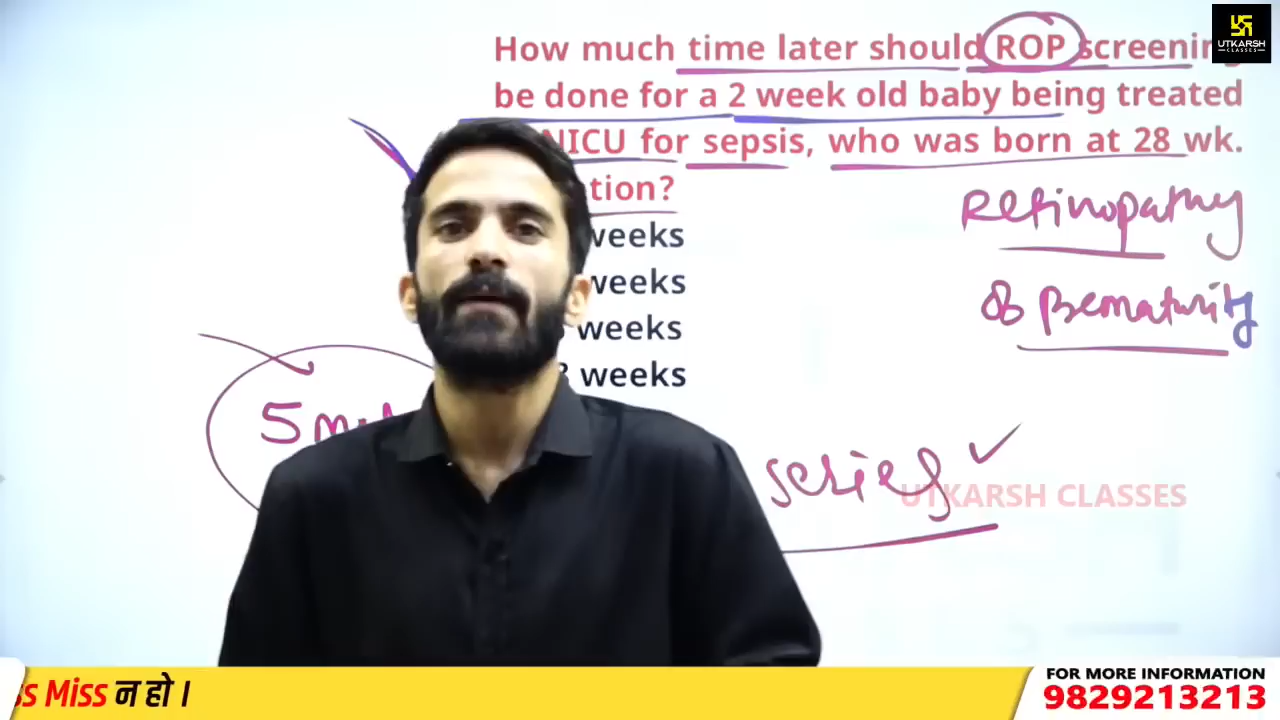 How much time later should ROP screening
be done for a 2 week old baby being treated
NICU for sepsis, who was born at 28 wk.
weeks
weeks
weeks
weeks
Retinopathy
of Prematurity
5
series
UTKARSH CLASSES
UTKARSH
CLASSES
Miss न हो ।
FOR MORE INFORMATION
9829213213